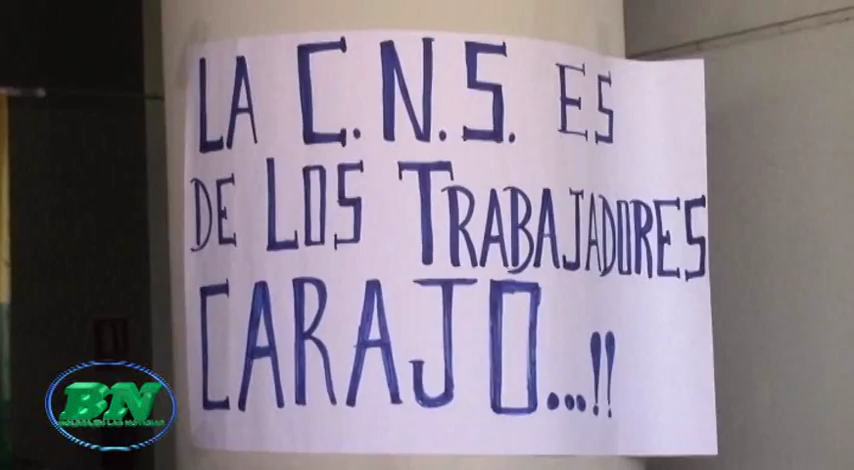 LA C.N.S. ES
DE LOS TRABAJADORES
CARAJO...!!
BN